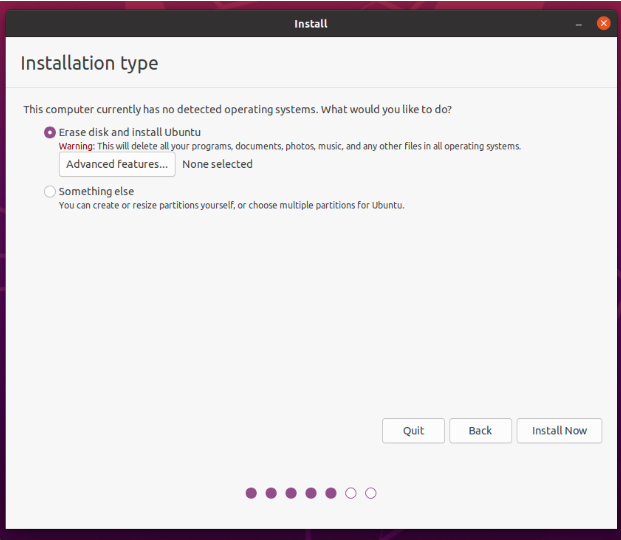 Install
Installation type
This computer currently has no detected operating systems. What would you like to do?
Erase disk and install Ubuntu
Warning: This will delete all your programs, documents, photos, music, and any other files in all operating systems.
Advanced features... None selected
Something else
You can create or resize partitions yourself, or choose multiple partitions for Ubuntu.
Quit Back Install Now